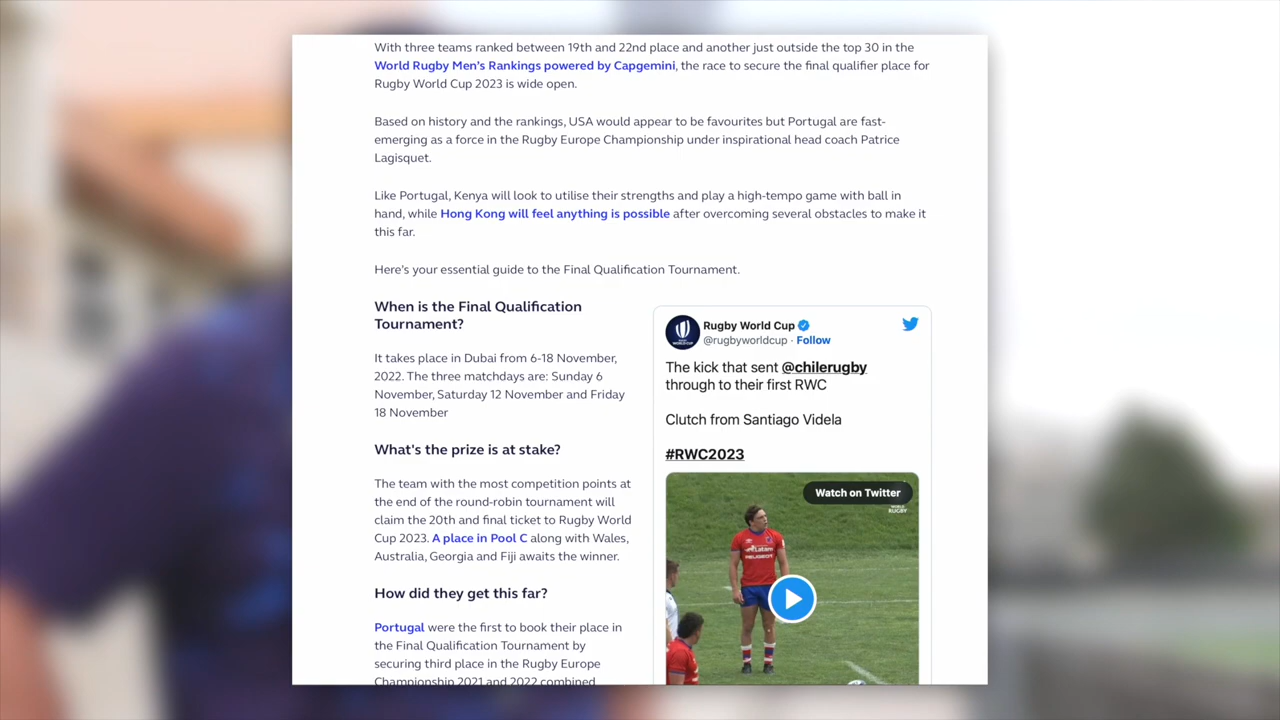 With three teams ranked between 19th and 22nd place and another just outside the top 30 in the
World Rugby Men's Rankings powered by Capgemini, the race to secure the final qualifier place for
Rugby World Cup 2023 is wide open.
Based on history and the rankings, USA would appear to be favourites but Portugal are fast-
emerging as a force in the Rugby Europe Championship under inspirational head coach Patrice
Lagisquet.
Like Portugal, Kenya will look to utilise their strengths and play a high-tempo game with ball in
hand, while Hong Kong will feel anything is possible after overcoming several obstacles to make it
this far.
Here's your essential guide to the Final Qualification Tournament.
When is the Final Qualification
Tournament?
It takes place in Dubai from 6-18 November,
2022. The three matchdays are: Sunday 6
November, Saturday 12 November and Friday
18 November
What's the prize is at stake?
The team with the most competition points at
the end of the round-robin tournament will
claim the 20th and final ticket to Rugby World
Cup 2023. A place in Pool C along with Wales,
Australia, Georgia and Fiji awaits the winner.
How did they get this far?
Portugal were the first to book their place in
the Final Qualification Tournament by
securing third place in the Rugby Europe
Championship 2021 and 2022 combined
Rugby World Cup
@rugbyworldcup · Follow
The kick that sent @chilerugby
through to their first RWC
Clutch from Santiago Videla
#RWC2023
Watch on Twitter
WORLD
RUGBY
Latam
PEUGEOT